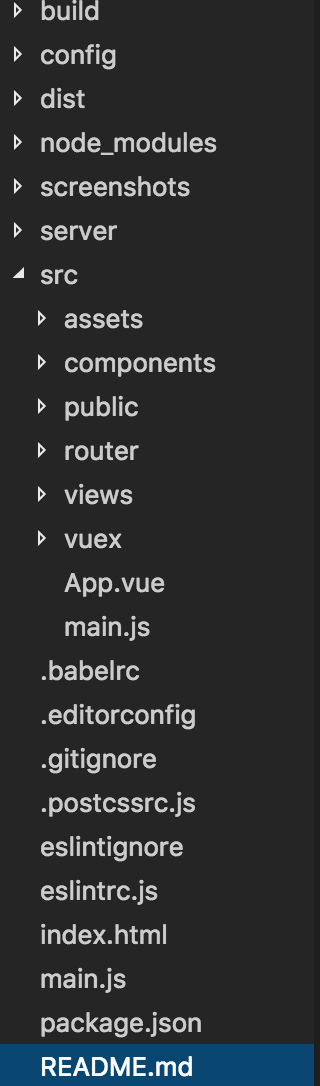 build
config
dist
node_modules
screenshots
server
src
assets
components
public
router
views
vuex
App.vue
main.js
.babelrc
.editorconfig
.gitignore
.postcssrc.js
eslintignore
eslintrc.js
index.html
main.js
package.json
README.md